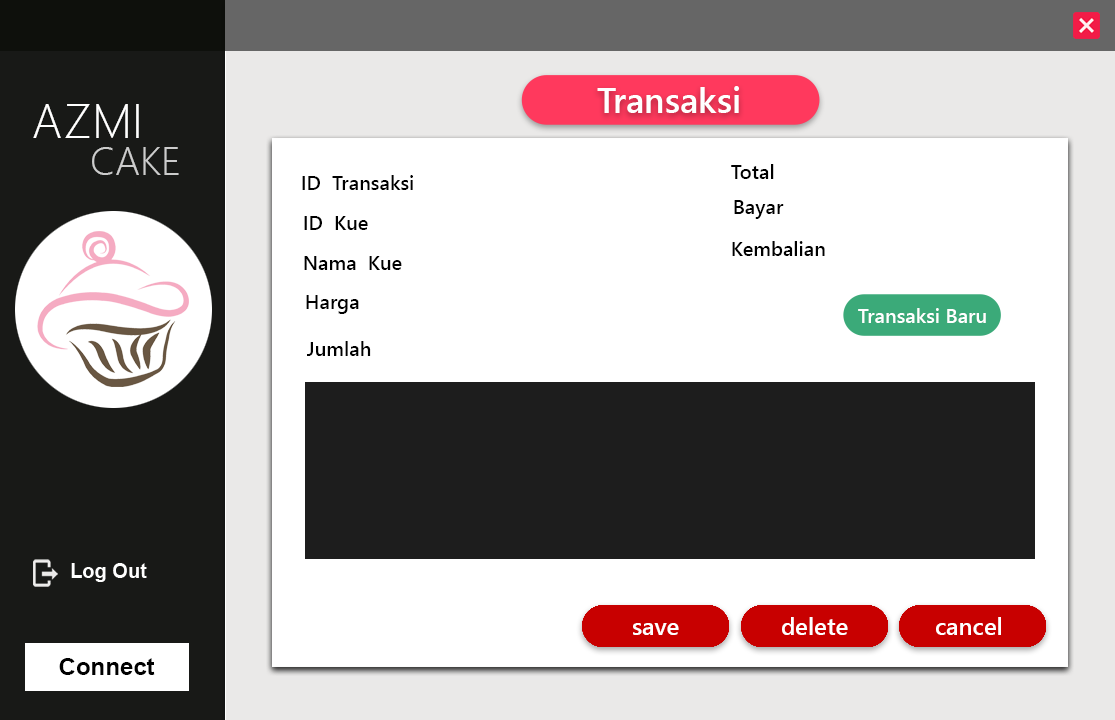 AZMI
CAKE
Log Out
Connect
Transaksi
ID Transaksi
ID Kue
Nama Kue
Harga
Jumlah
Total
Bayar
Kembalian
Transaksi Baru
save
delete
cancel